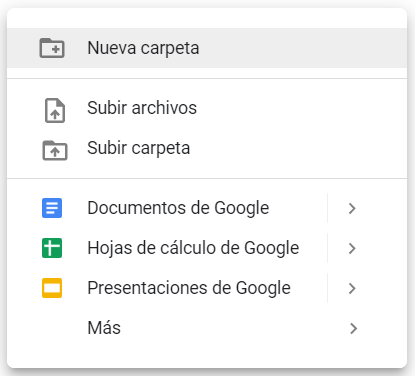 Nueva carpeta
Subir archivos
Subir carpeta
Documentos de Google
Hojas de cálculo de Google
Presentaciones de Google
Más